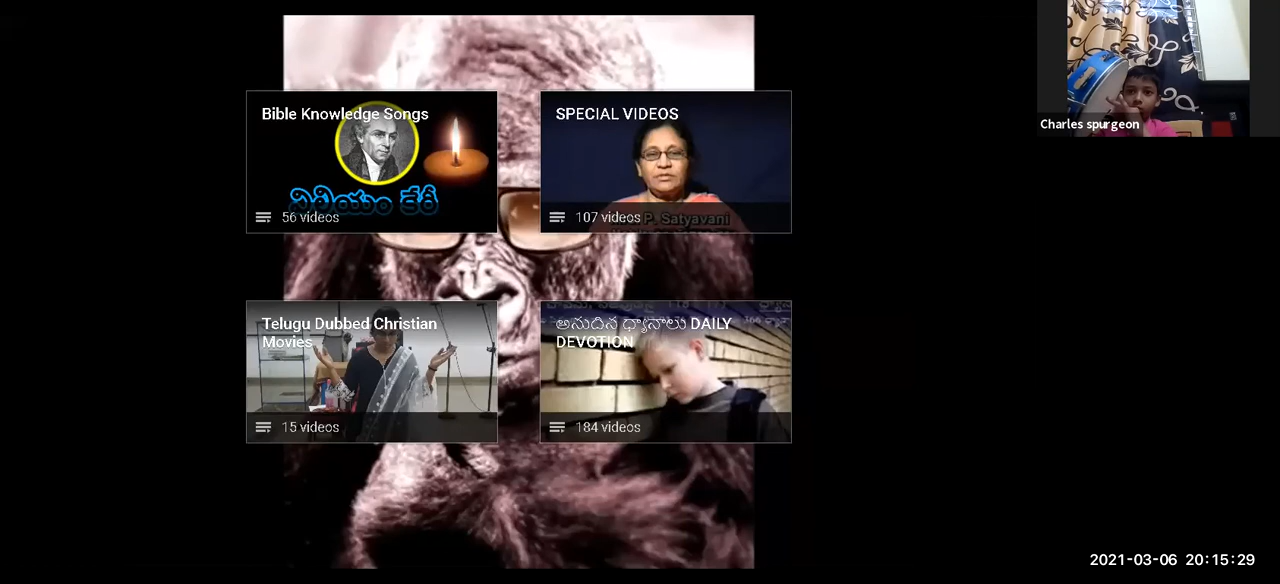 Bible Knowledge Songs
విలియం కేరీ
56 videos
SPECIAL VIDEOS
P. Satyavani
107 videos
Charles spurgeon
Telugu Dubbed Christian
Movies
15 videos
అనుదిన ధ్యానాలు DAILY
DEVOTION
184 videos
2021-03-06 20:15:29